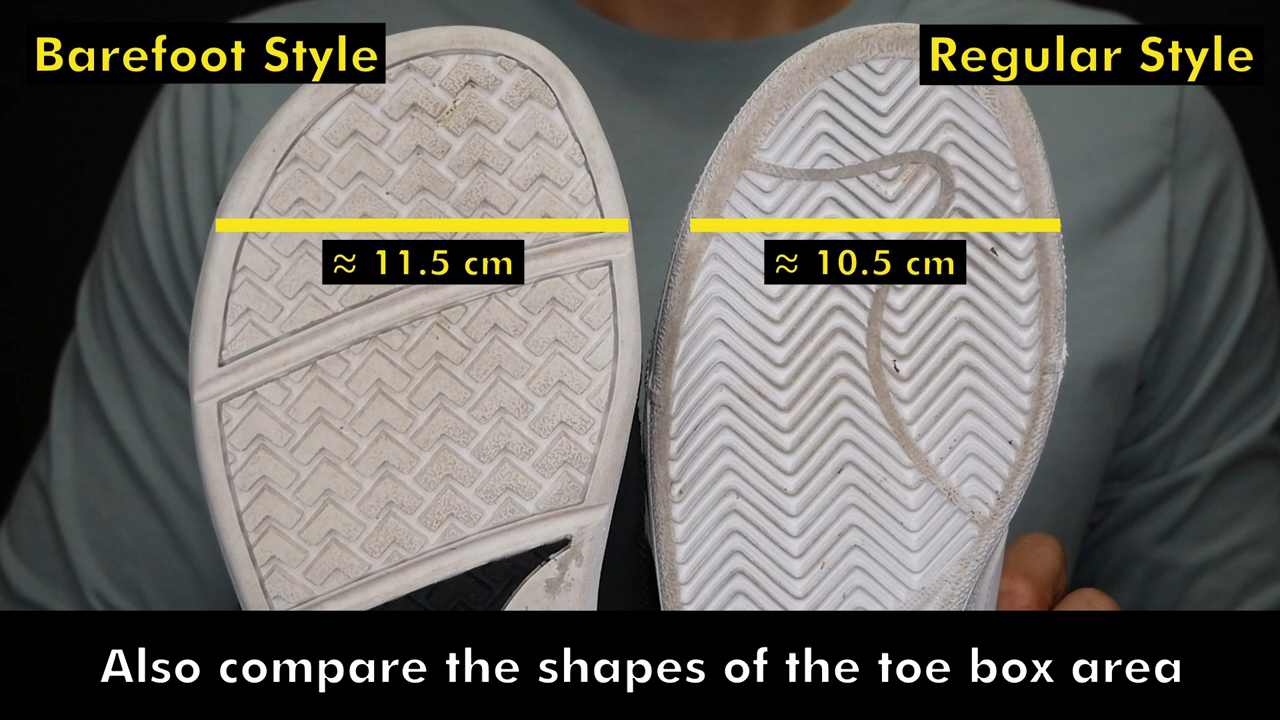 Barefoot Style
Regular Style
≈ 11.5 cm
≈ 10.5 cm
Also compare the shapes of the toe box area